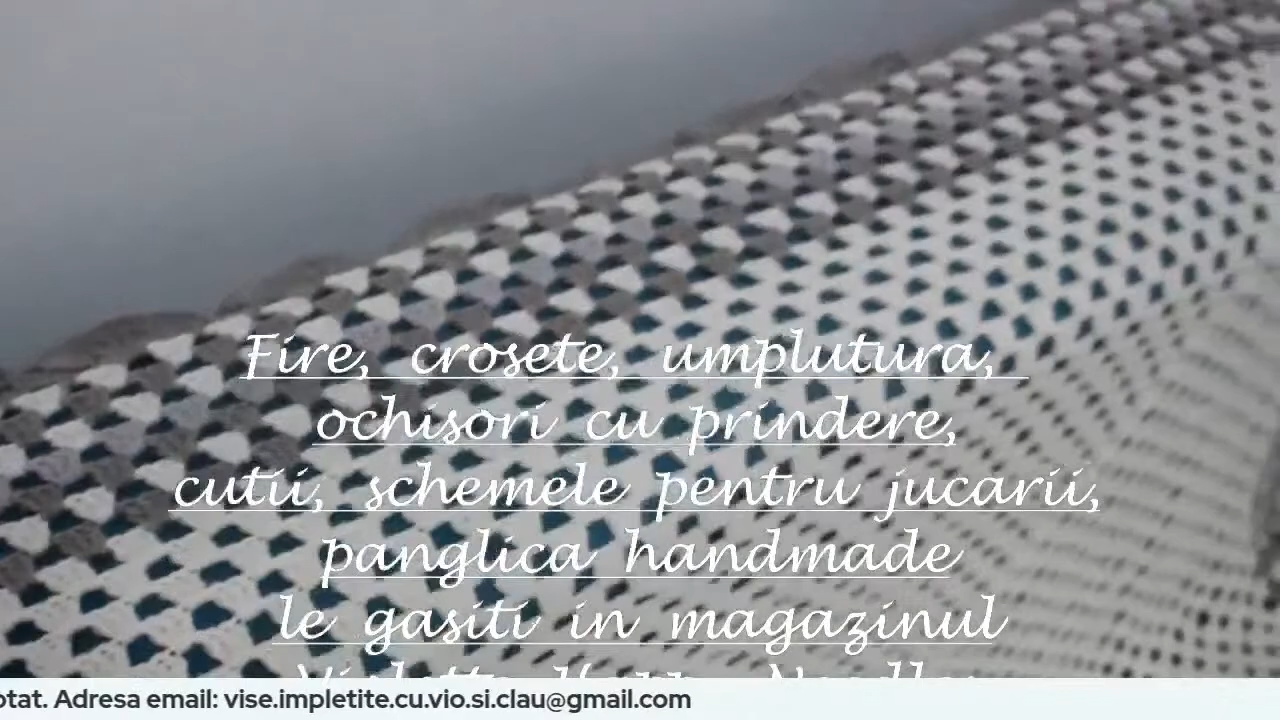 Fire, crosete, umplutura,
ochisori cu prindere,
cutii, schemele pentru jucarii,
panglica handmade
le gasiti in magazinul
Adresa email: vise.impletite.cu.vio.si.clau@gmail.com